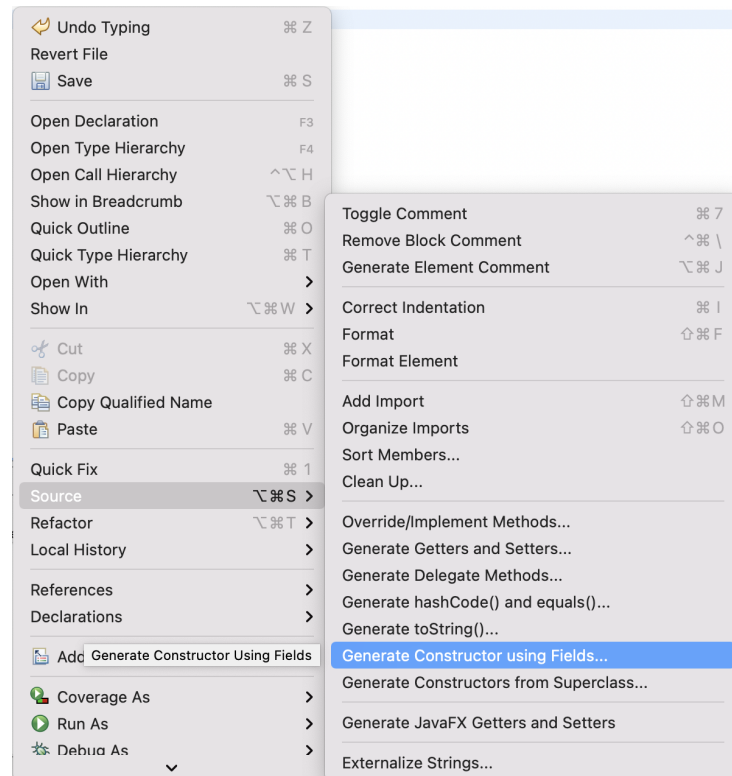 Undo Typing ⌘ Z
Revert File
Save ⌘ S
Open Declaration F3
Open Type Hierarchy F4
Open Call Hierarchy ^⌥ H
Show in Breadcrumb ⌥⌘ B
Quick Outline ⌘ O
Quick Type Hierarchy ⌘ T
Open With
Show In ⌥⌘ W
Cut ⌘ X
Copy ⌘ C
Copy Qualified Name
Paste ⌘ V
Quick Fix ⌘ 1
Source ⌥⌘ S
Refactor ⌥⌘ T
Local History
References
Declarations
Add
Generate Constructor Using Fields
Coverage As
Run As
Debug As
Toggle Comment ⌘ 7
Remove Block Comment ^⌘ \
Generate Element Comment ⌥⌘ J
Correct Indentation ⌘ I
Format ⇧⌘ F
Format Element
Add Import ⇧⌘ M
Organize Imports ⇧⌘ O
Sort Members...
Clean Up...
Override/Implement Methods...
Generate Getters and Setters...
Generate Delegate Methods...
Generate hashCode() and equals()...
Generate toString()...
Generate Constructor using Fields...
Generate Constructors from Superclass...
Generate JavaFX Getters and Setters
Externalize Strings...